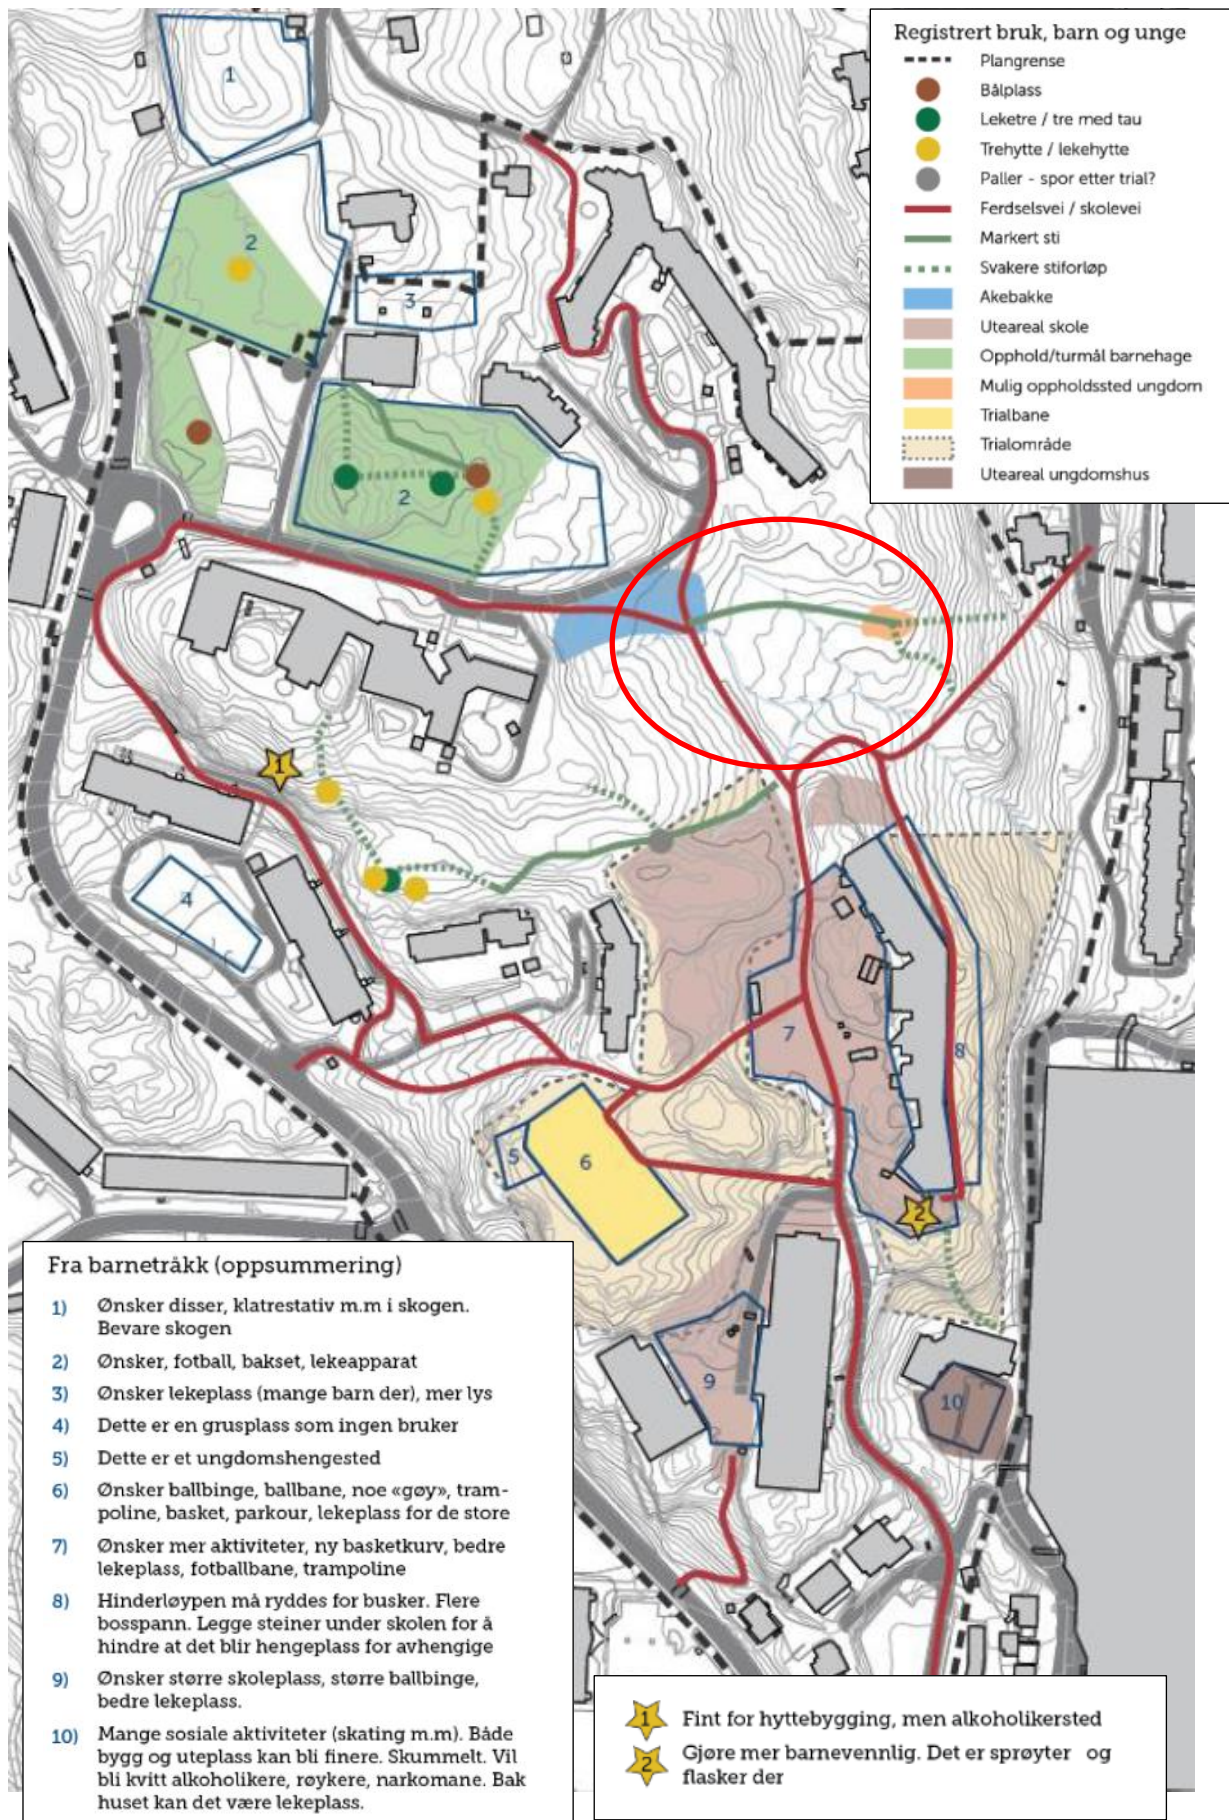 Registrert bruk, barn og unge
Plangrense
Bålplass
Leketre / tre med tau
Trehytte / lekehytte
Paller - spor etter trial?
Ferdselsvei / skolevei
Markert sti
Svakere stiforløp
Akebakke
Uteareal skole
Opphold/turmål barnehage
Mulig oppholdssted ungdom
Trialbane
Trialområde
Uteareal ungdomshus
1
2
3
2
1
4
7
8
5
6
2
9
10
Fra barnetråkk (oppsummering)
1) Ønsker disser, klatrestativ m.m i skogen.
Bevare skogen
2) Ønsker, fotball, bakset, lekeapparat
3) Ønsker lekeplass (mange barn der), mer lys
4) Dette er en grusplass som ingen bruker
5) Dette er et ungdomshengested
6) Ønsker ballbinge, ballbane, noe «gøy», tram-
poline, basket, parkour, lekeplass for de store
7) Ønsker mer aktiviteter, ny basketkurv, bedre
lekeplass, fotballbane, trampoline
8) Hinderløypen må ryddes for busker. Flere
bosspann. Legge steiner under skolen for å
hindre at det blir hengeplass for avhengige
9) Ønsker større skoleplass, større ballbinge,
bedre lekeplass.
10) Mange sosiale aktiviteter (skating m.m). Både
bygg og uteplass kan bli finere. Skummelt. Vil
bli kvitt alkoholikere, røykere, narkomane. Bak
huset kan det være lekeplass.
1 Fint for hyttebygging, men alkoholikersted
2 Gjøre mer barnevennlig. Det er sprøyter og
flasker der